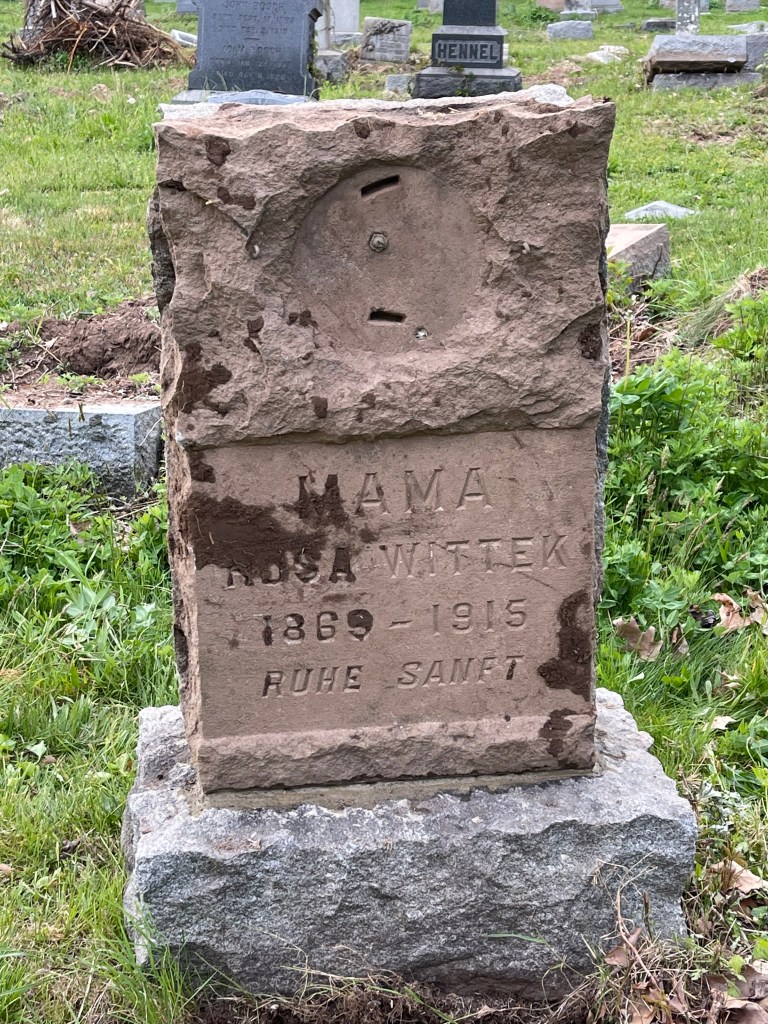 HENNEL
MAMA
ROSA WITTEK
1869 - 1915
RUHE SANFT